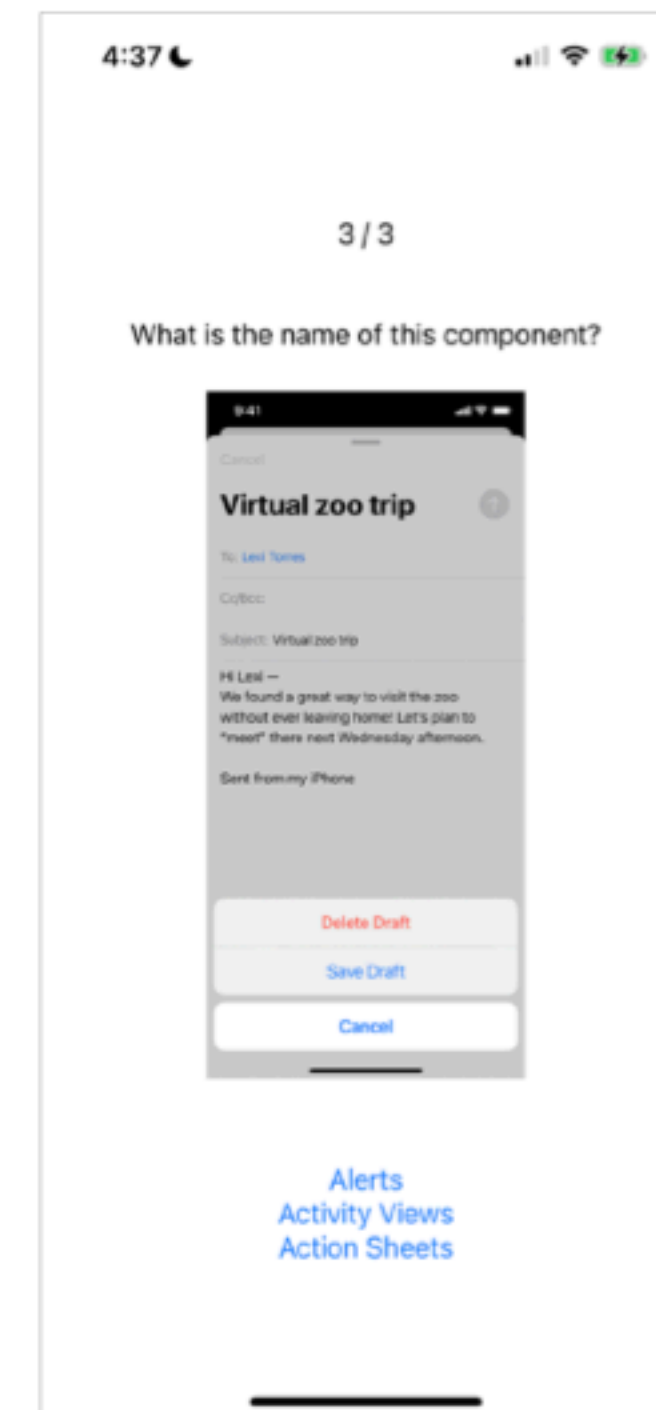 4:37
3 / 3
What is the name of this component?
9:41
Cancel
Virtual zoo trip
To: Lexi Torres
Cc/Bcc:
Subject: Virtual zoo trip
Hi Lexi —
We found a great way to visit the zoo
without ever leaving home! Let's plan to
"meet" there next Wednesday afternoon.
Sent from my iPhone
Delete Draft
Save Draft
Cancel
Alerts
Activity Views
Action Sheets